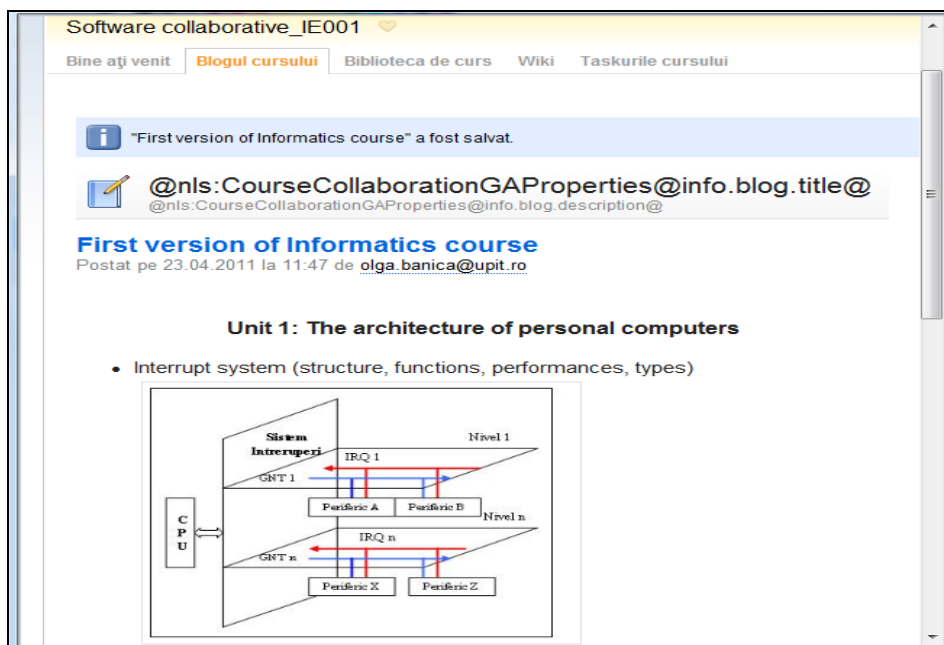 Software collaborative_IE001
Bine aţi venit Blogul cursului Biblioteca de curs Wiki Taskurile cursului
"First version of Informatics course" a fost salvat.
@nls:CourseCollaborationGAProperties@info.blog.title@
@nls:CourseCollaborationGAProperties@info.blog.description@
First version of Informatics course
Postat pe 23.04.2011 la 11:47 de olga.banica@upit.ro
Unit 1: The architecture of personal computers
• Interrupt system (structure, functions, performances, types)
Sistem
Intreruperi
Nivel 1
IRQ 1
GNT 1
Periferic A Periferic B
Nivel n
CPU
IRQ n
GNT n
Periferic X Periferic Z